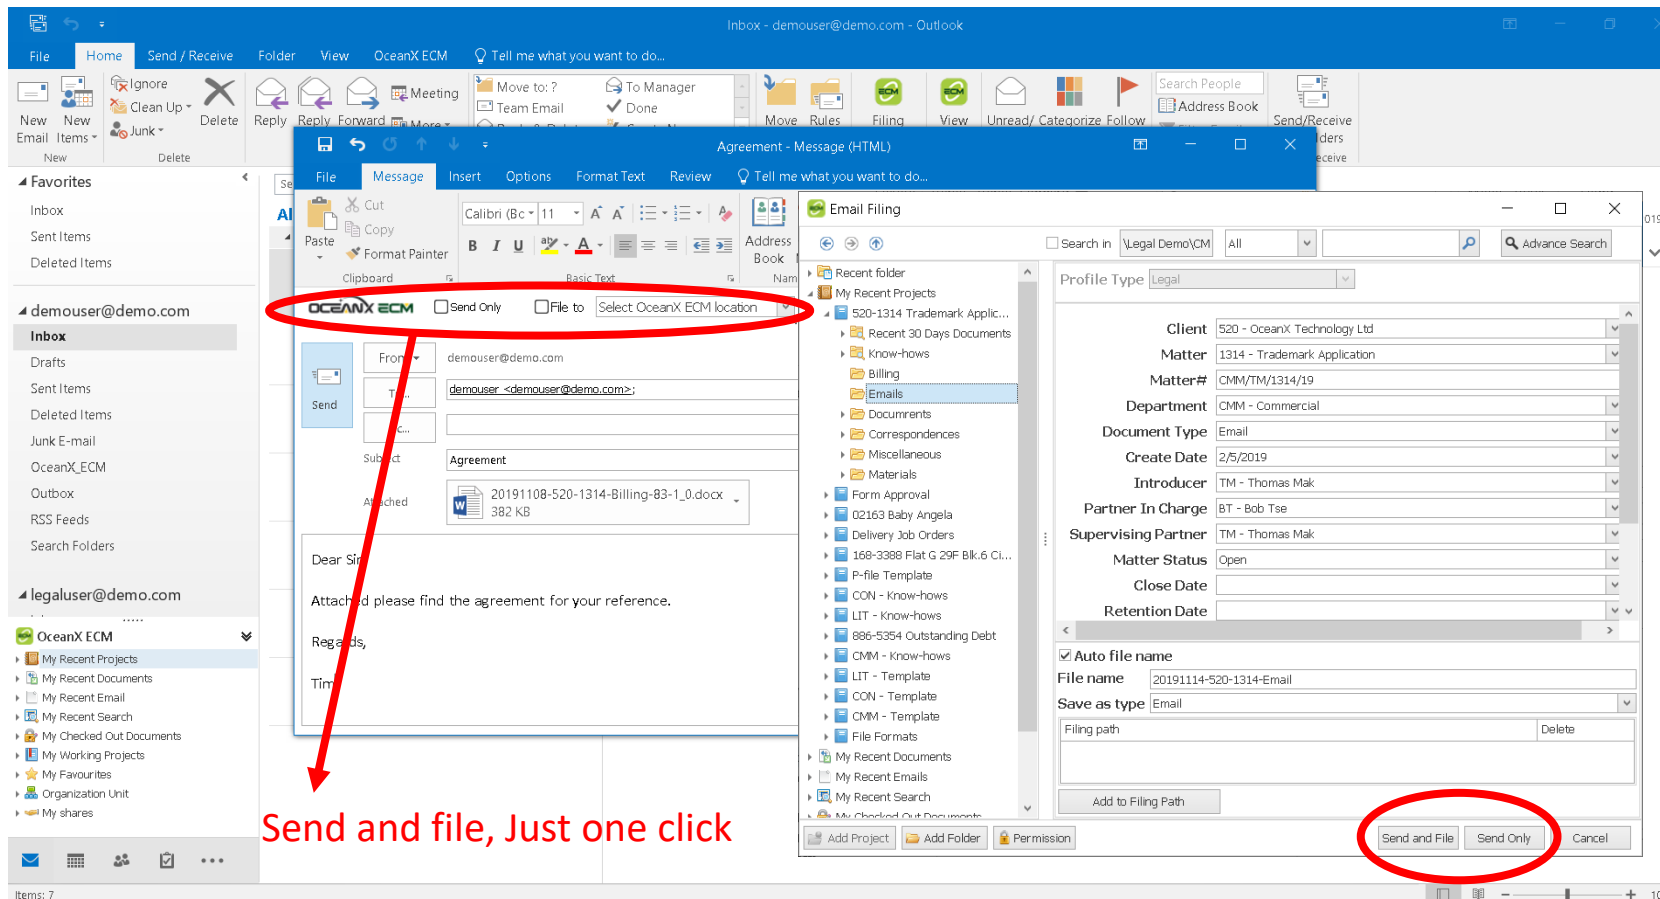 Inbox - demouser@demo.com - Outlook
File Home Send / Receive Folder View OceanX ECM Tell me what you want to do...
New Email
New Items
New
Ignore
Clean Up
Junk
Delete
Delete
Reply
Reply
Forward
Meeting
More
Move to: ?
Team Email
To Manager
Done
Move
Rules
Filing
View
Unread/
Categorize
Follow
Search People
Address Book
Send/Receive
Favorites
Inbox
Sent Items
Deleted Items
demouser@demo.com
Inbox
Drafts
Sent Items
Deleted Items
Junk E-mail
OceanX_ECM
Outbox
RSS Feeds
Search Folders
legaluser@demo.com
OceanX ECM
My Recent Projects
My Recent Documents
My Recent Email
My Recent Search
My Checked Out Documents
My Working Projects
My Favourites
Organization Unit
My shares
Items: 7
Agreement - Message (HTML)
File Message Insert Options Format Text Review Tell me what you want to do...
Paste
Cut
Copy
Format Painter
Clipboard
Calibri (Bc 11
B I U
Basic Text
Address Book
OCEANX ECM Send Only File to Select OceanX ECM location
Send
From demouser@demo.com
demouser <demouser@demo.com>;
Subject Agreement
Attached 20191108-520-1314-Billing-83-1_0.docx
382 KB
Dear Sir
Attached please find the agreement for your reference.
Regards,
Send and file, Just one click
Email Filing
Search in \Legal Demo\CM All Advance Search
Recent folder
My Recent Projects
520-1314 Trademark Applic...
Recent 30 Days Documents
Know-hows
Billing
Emails
Documrents
Correspondences
Miscellaneous
Materials
Form Approval
02163 Baby Angela
Delivery Job Orders
168-3388 Flat G 29F Blk.6 Ci...
P-file Template
CON - Know-hows
LIT - Know-hows
886-5354 Outstanding Debt
CMM - Know-hows
LIT - Template
CON - Template
CMM - Template
File Formats
My Recent Documents
My Recent Emails
My Recent Search
My Checked Out Documents
Profile Type Legal
Client 520 - OceanX Technology Ltd
Matter 1314 - Trademark Application
Matter# CMM/TM/1314/19
Department CMM - Commercial
Document Type Email
Create Date 2/5/2019
Introducer TM - Thomas Mak
Partner In Charge BT - Bob Tse
Supervising Partner TM - Thomas Mak
Matter Status Open
Close Date
Retention Date
Auto file name
File name 20191114-520-1314-Email
Save as type Email
Filing path Delete
Add to Filing Path
Add Project Add Folder Permission Send and File Send Only Cancel